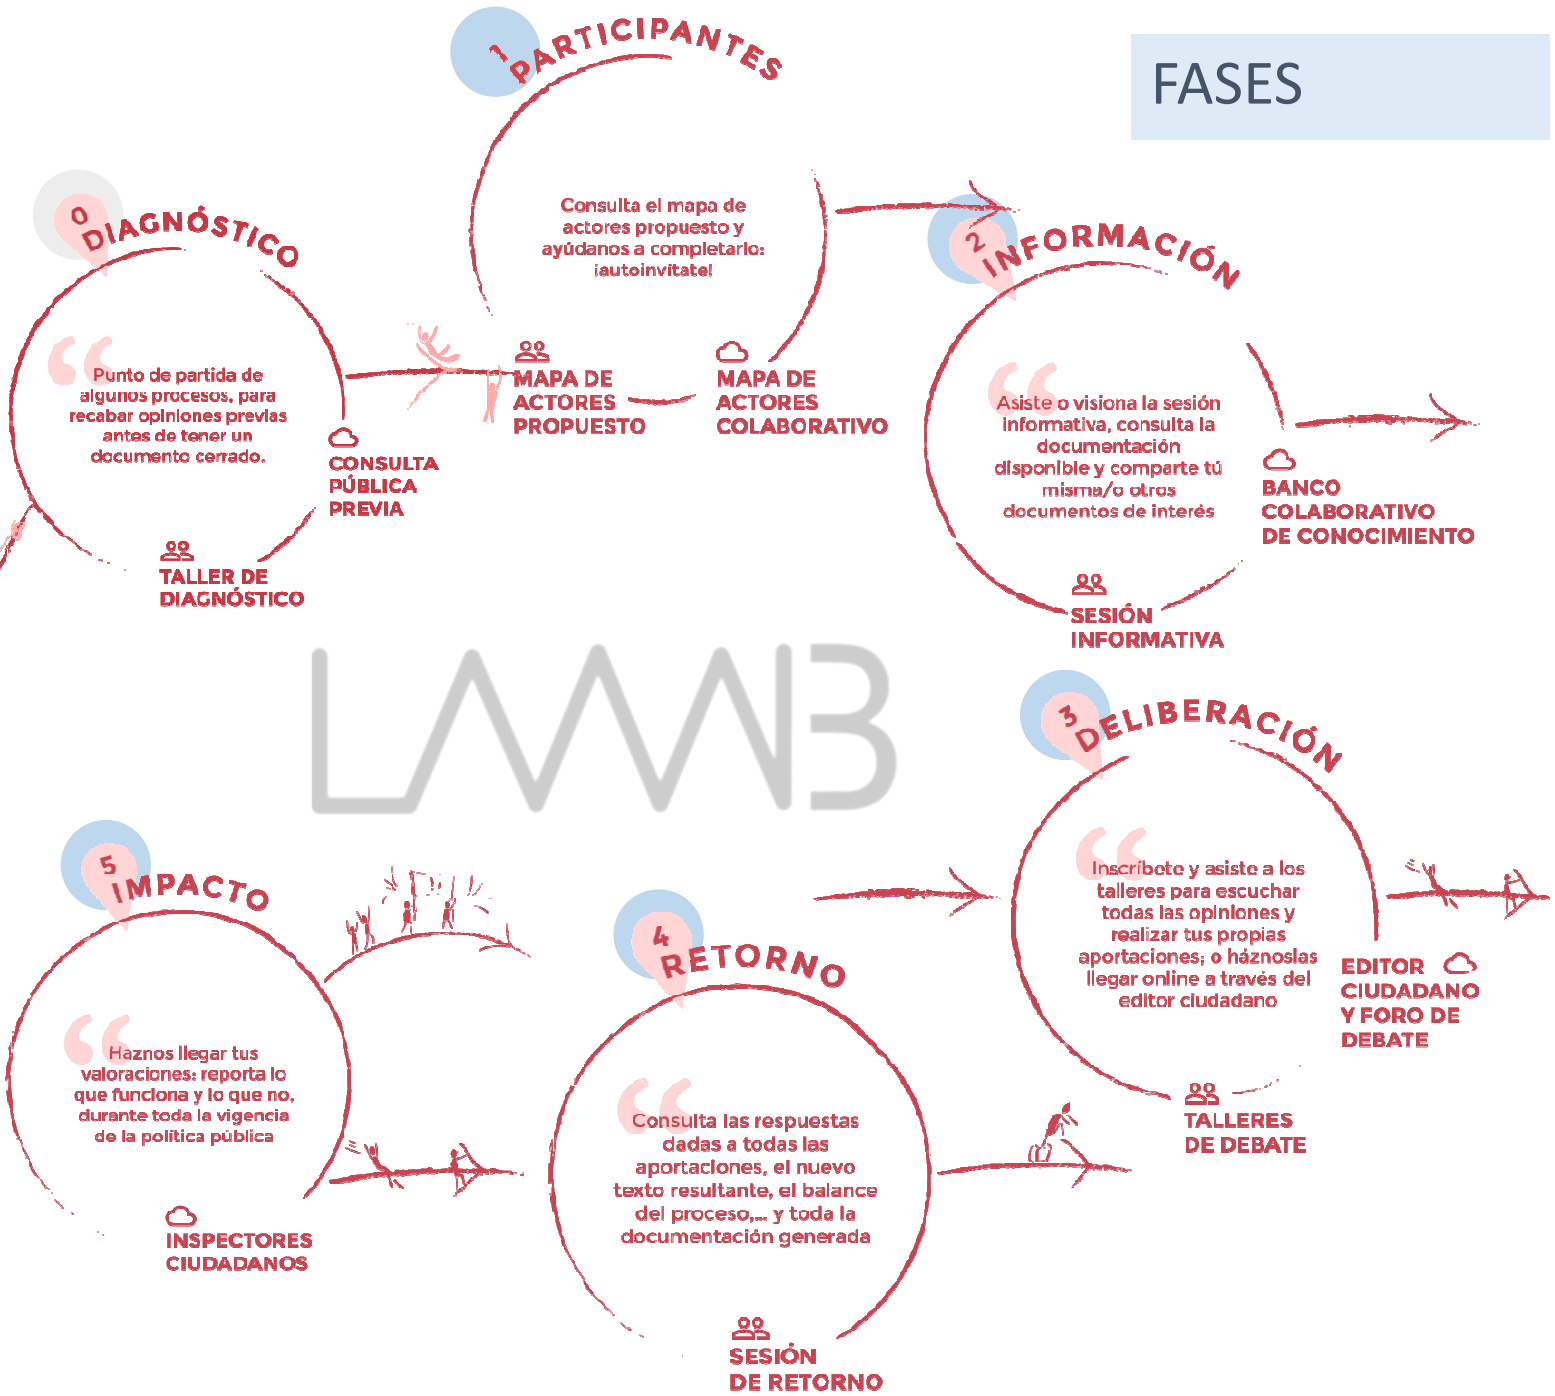 FASES
0
DIAGNÓSTICO
Punto de partida de
algunos procesos, para
recabar opiniones previas
antes de tener un
documento cerrado.
CONSULTA
PÚBLICA
PREVIA
TALLER DE
DIAGNÓSTICO
1
PARTICIPANTES
Consulta el mapa de
actores propuesto y
ayúdanos a completarlo:
¡autoinvítate!
MAPA DE
ACTORES
PROPUESTO
MAPA DE
ACTORES
COLABORATIVO
2
INFORMACIÓN
Asiste o visiona la sesión
informativa, consulta la
documentación
disponible y comparte tú
misma/o otros
documentos de interés
BANCO
COLABORATIVO
DE CONOCIMIENTO
SESIÓN
INFORMATIVA
LAAAB
3
DELIBERACIÓN
Inscríbete y asiste a los
talleres para escuchar
todas las opiniones y
realizar tus propias
aportaciones; o háznoslas
llegar online a través del
editor ciudadano
EDITOR
CIUDADANO
Y FORO DE
DEBATE
TALLERES
DE DEBATE
4
RETORNO
Consulta las respuestas
dadas a todas las
aportaciones, el nuevo
texto resultante, el balance
del proceso,... y toda la
documentación generada
SESIÓN
DE RETORNO
5
IMPACTO
Haznos llegar tus
valoraciones: reporta lo
que funciona y lo que no,
durante toda la vigencia
de la política pública
INSPECTORES
CIUDADANOS